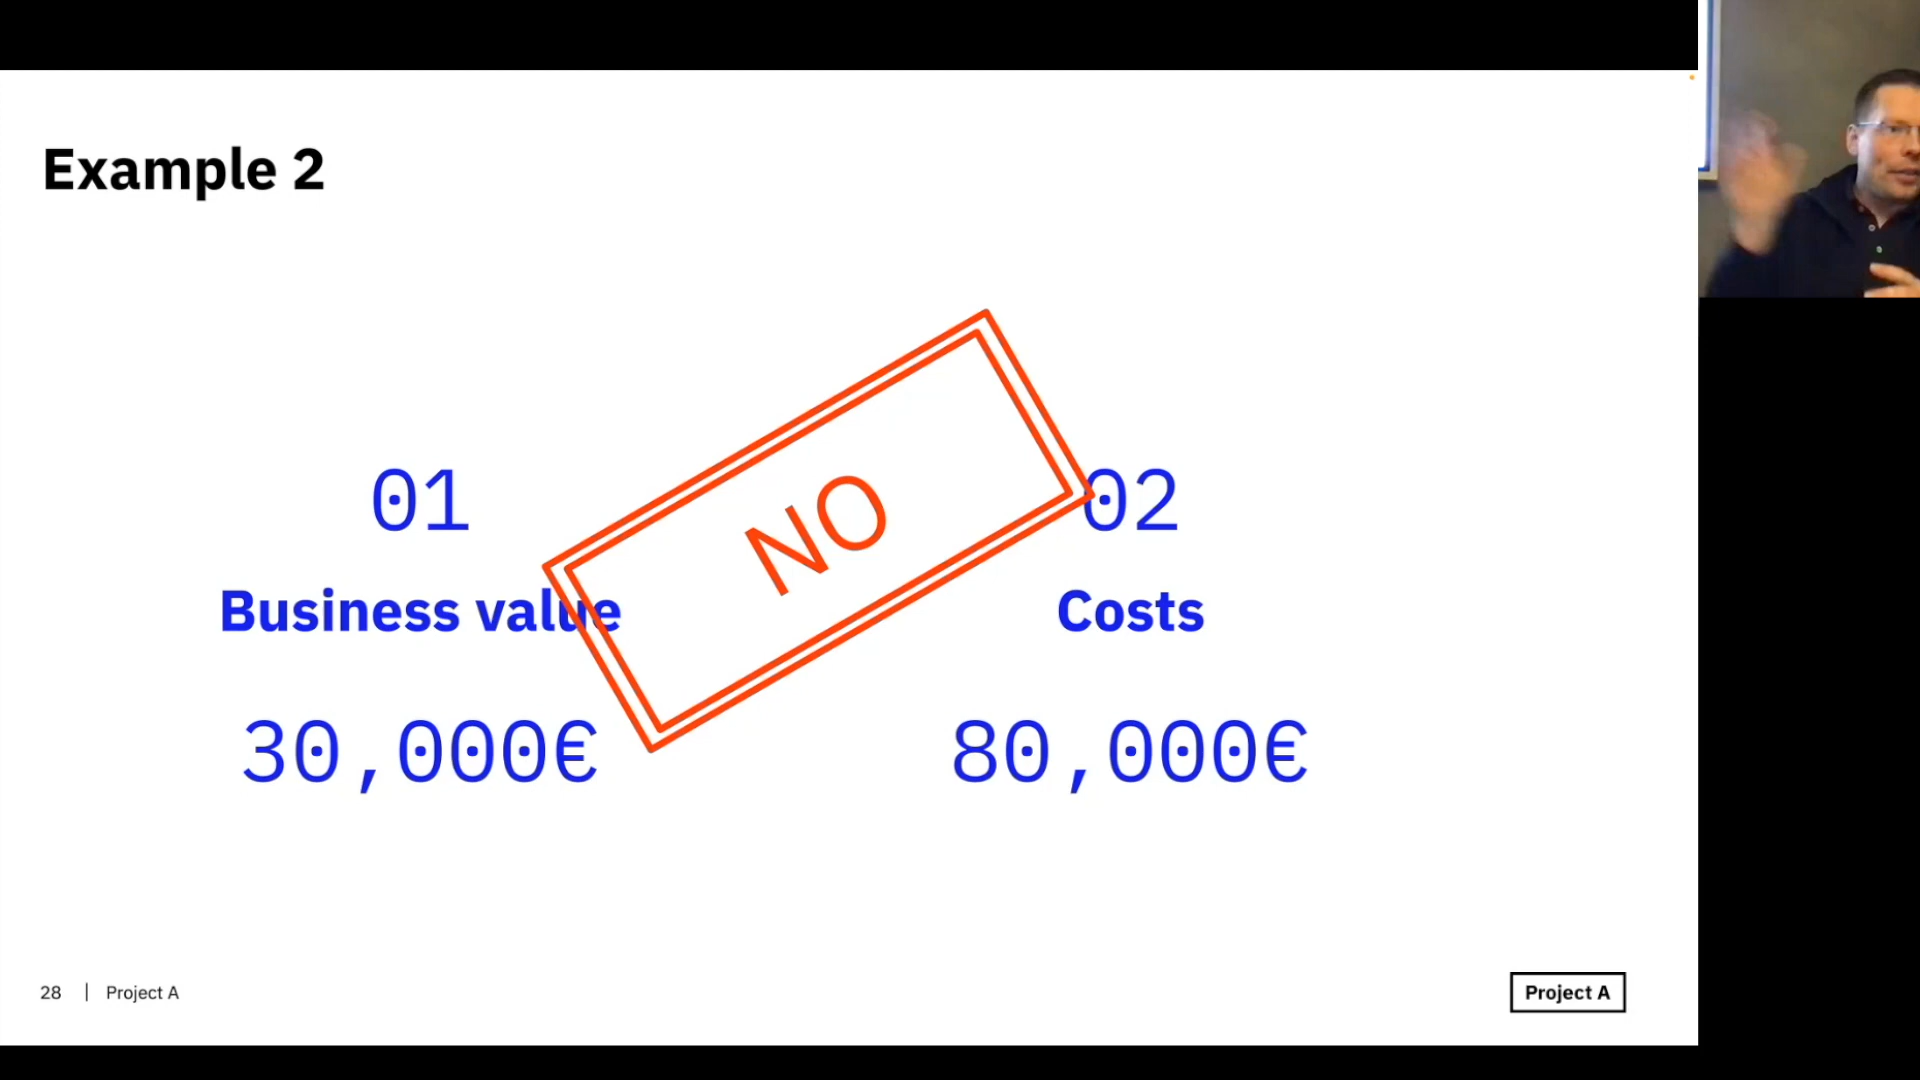 Example 2
01
Business value
30,000€
NO
02
Costs
80,000€
28 | Project A
Project A